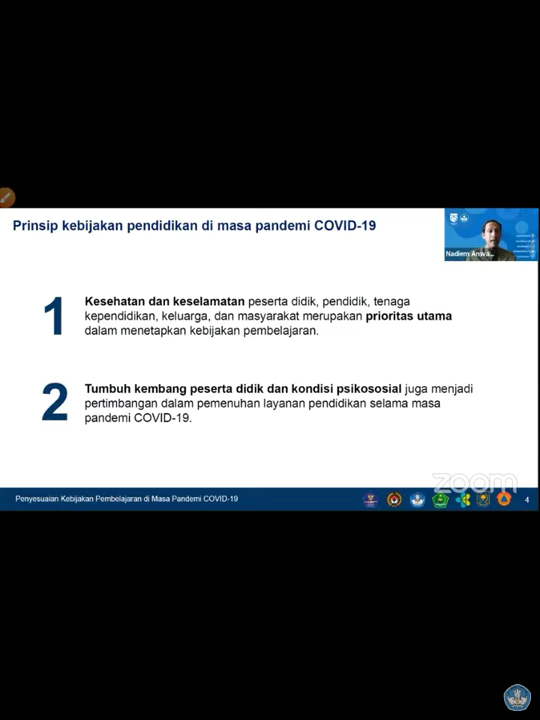 Prinsip kebijakan pendidikan di masa pandemi COVID-19
Nadiem Anwa...
1
Kesehatan dan keselamatan peserta didik, pendidik, tenaga
kependidikan, keluarga, dan masyarakat merupakan prioritas utama
dalam menetapkan kebijakan pembelajaran.
2
Tumbuh kembang peserta didik dan kondisi psikososial juga menjadi
pertimbangan dalam pemenuhan layanan pendidikan selama masa
pandemi COVID-19.
zoom
Penyesuaian Kebijakan Pembelajaran di Masa Pandemi COVID-19
4